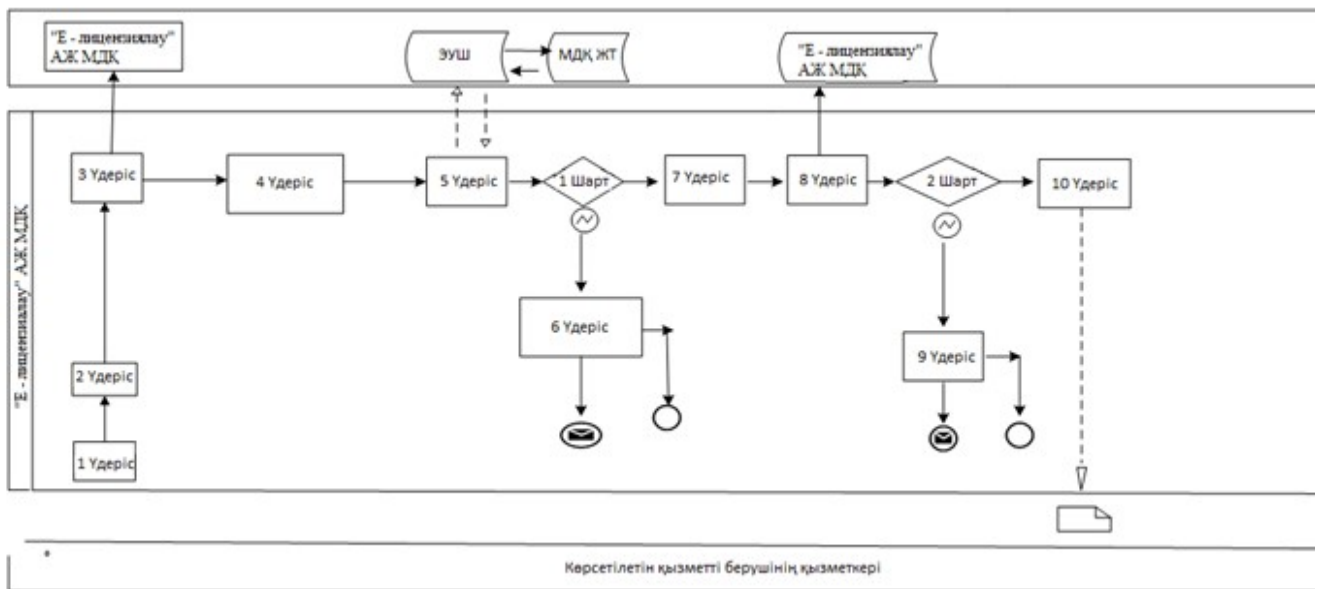 "Е - лицензиялау"
АЖ МДҚ
ЭУШ
МДҚ ЖТ
"Е - лицензиялау"
АЖ МДҚ
"Е - лицензиалау" АЖ МДҚ
3 Үдеріс
4 Үдеріс
5 Үдеріс
1 Шарт
7 Үдеріс
8 Үдеріс
2 Шарт
10 Үдеріс
6 Үдеріс
9 Үдеріс
2 Үдеріс
1 Үдеріс
Көрсетілетін қызметті берушінің қызметкері